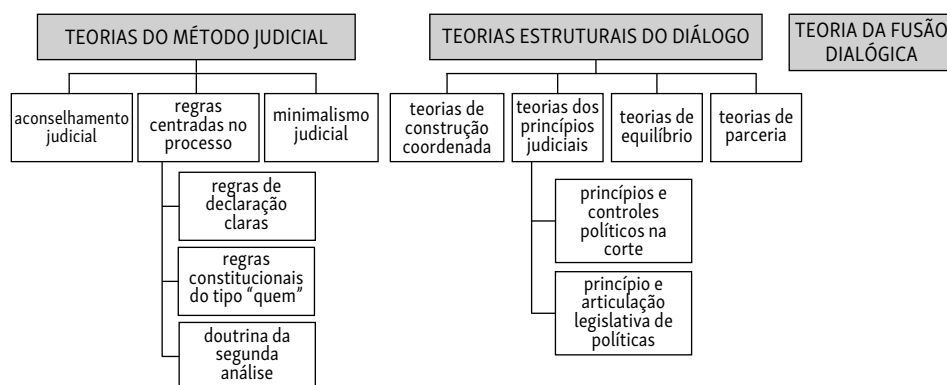 TEORIAS DO MÉTODO JUDICIAL
aconselhamento
judicial
regras
centradas no
processo
minimalismo
judicial
regras de
declaração
claras
regras
constitucionais
do tipo “quem”
doutrina da
segunda
análise
TEORIAS ESTRUTURAIS DO DIÁLOGO
teorias de
construção
coordenada
teorias dos
princípios
judiciais
teorias de
equilíbrio
teorias de
parceria
princípios e
controles
políticos na
corte
princípio e
articulação
legislativa de
políticas
TEORIA DA FUSÃO
DIALÓGICA